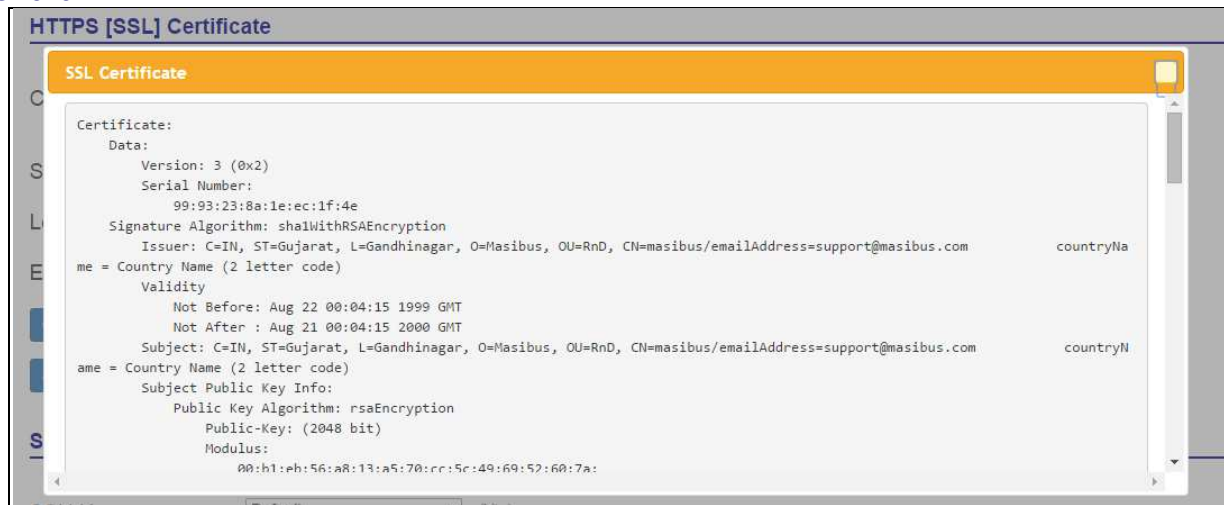 HTTPS [SSL] Certificate
SSL Certificate
Certificate:
Data:
Version: 3 (0x2)
Serial Number:
99:93:23:8a:1e:ec:1f:4e
Signature Algorithm: sha1WithRSAEncryption
Issuer: C=IN, ST=Gujarat, L=Gandhinagar, O=Masibus, OU=RnD, CN=masibus/emailAddress=support@masibus.com countryNa
me = Country Name (2 letter code)
Validity
Not Before: Aug 22 00:04:15 1999 GMT
Not After : Aug 21 00:04:15 2000 GMT
Subject: C=IN, ST=Gujarat, L=Gandhinagar, O=Masibus, OU=RnD, CN=masibus/emailAddress=support@masibus.com countryN
ame = Country Name (2 letter code)
Subject Public Key Info:
Public Key Algorithm: rsaEncryption
Public-Key: (2048 bit)
Modulus:
00:b1:eb:56:a8:13:a5:70:cc:5c:49:69:52:60:7a: